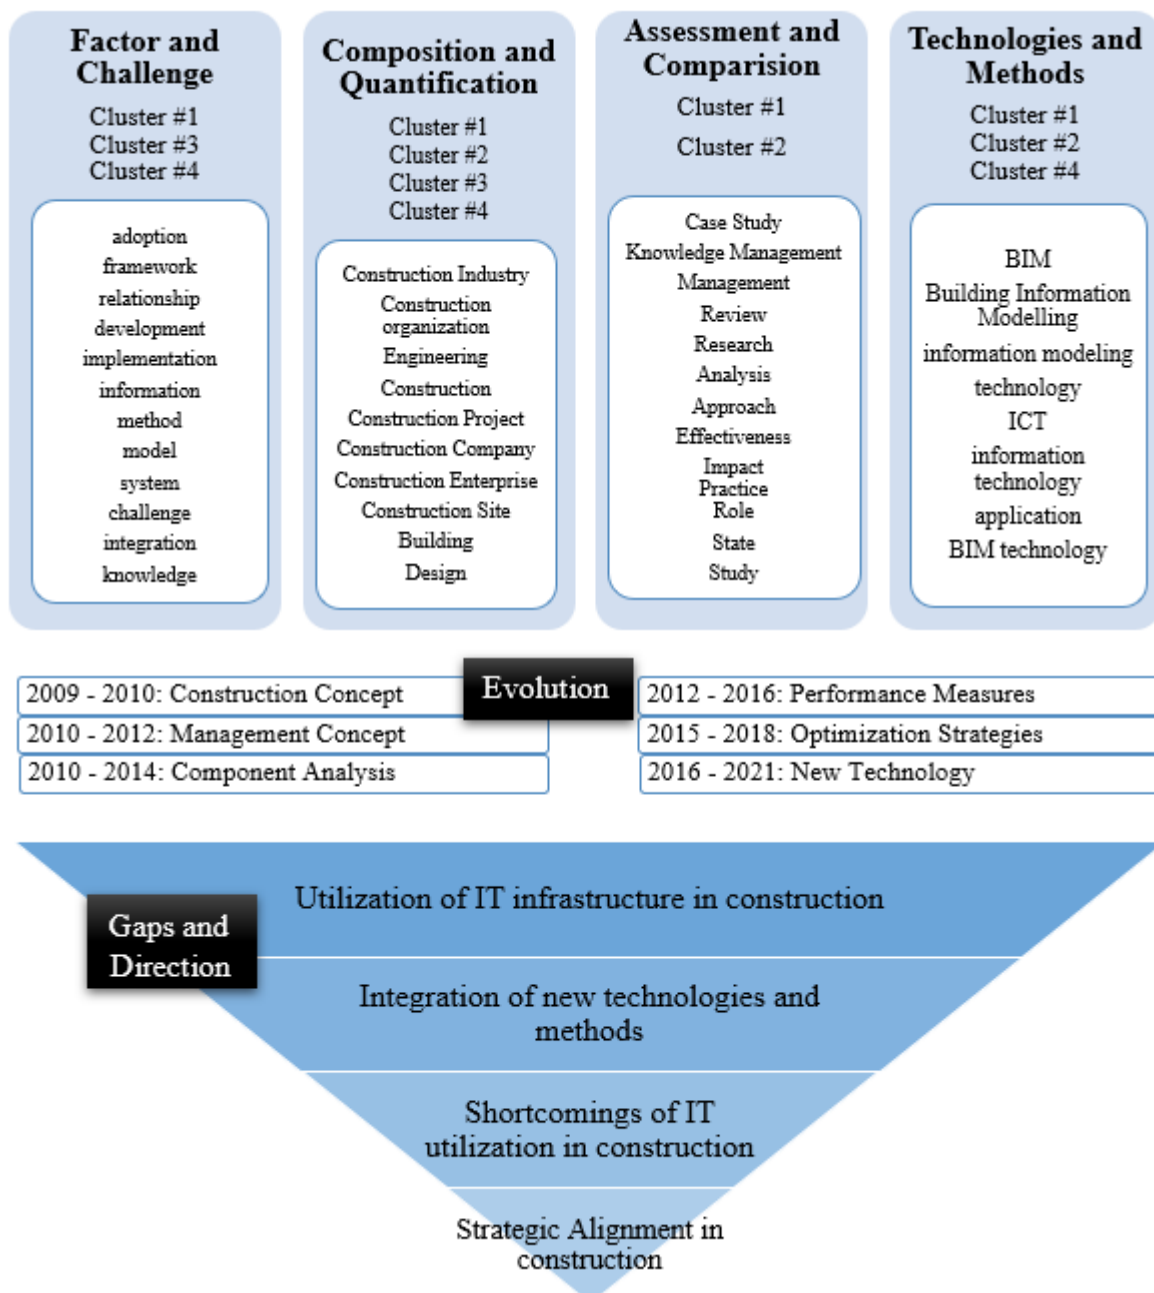 Factor and
Challenge
Cluster #1
Cluster #3
Cluster #4
adoption
framework
relationship
development
implementation
information
method
model
system
challenge
integration
knowledge
Composition and
Quantification
Cluster #1
Cluster #2
Cluster #3
Cluster #4
Construction Industry
Construction
organization
Engineering
Construction
Construction Project
Construction Company
Construction Enterprise
Construction Site
Building
Design
Assessment and
Comparision
Cluster #1
Cluster #2
Case Study
Knowledge Management
Management
Review
Research
Analysis
Approach
Effectiveness
Impact
Practice
Role
State
Study
Technologies and
Methods
Cluster #1
Cluster #2
Cluster #4
BIM
Building Information
Modelling
information modeling
technology
ICT
information
technology
application
BIM technology
Evolution
2009 - 2010: Construction Concept
2010 - 2012: Management Concept
2010 - 2014: Component Analysis
2012 - 2016: Performance Measures
2015 - 2018: Optimization Strategies
2016 - 2021: New Technology
Gaps and
Direction
Utilization of IT infrastructure in construction
Integration of new technologies and
methods
Shortcomings of IT
utilization in construction
Strategic Alignment in
construction